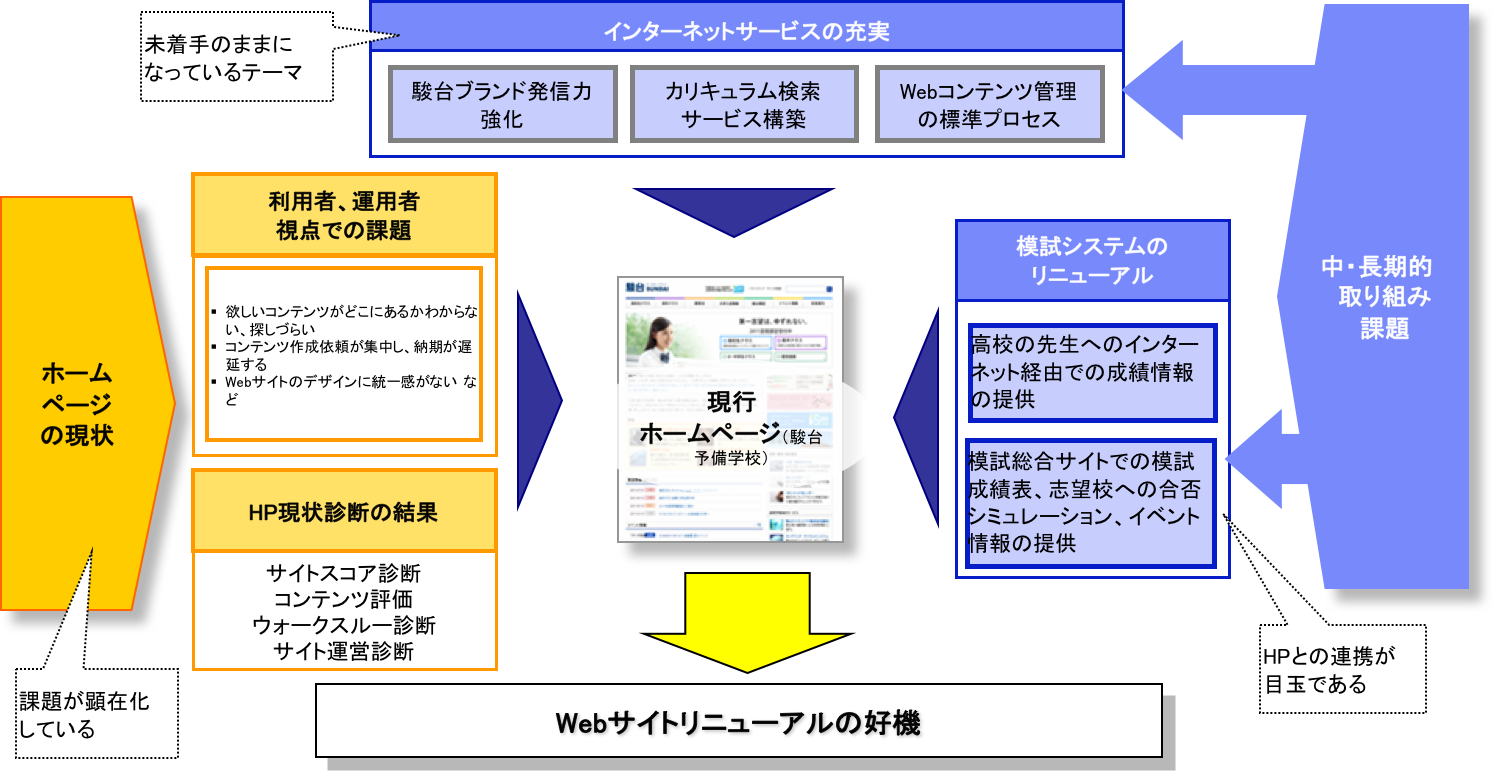 未着手のままに
なっているテーマ
インターネットサービスの充実
駿台ブランド発信力
強化
カリキュラム検索
サービス構築
Webコンテンツ管理
の標準プロセス
利用者、運用者
視点での課題
▪ 欲しいコンテンツがどこにあるかわからな
い、探しづらい
▪ コンテンツ作成依頼が集中し、納期が遅
延する
▪ Webサイトのデザインに統一感がない な
ど
ホーム
ページ
の現状
HP現状診断の結果
サイトスコア診断
コンテンツ評価
ウォークスルー診断
サイト運営診断
課題が顕在化
している
駿台
SUNDAI
第一志望は、ゆずれない。
現行
ホームページ(駿台
予備学校)
模試システムの
リニューアル
高校の先生へのインター
ネット経由での成績情報
の提供
模試総合サイトでの模試
成績表、志望校への合否
シミュレーション、イベント
情報の提供
中・長期的
取り組み
課題
HPとの連携が
目玉である
Webサイトリニューアルの好機